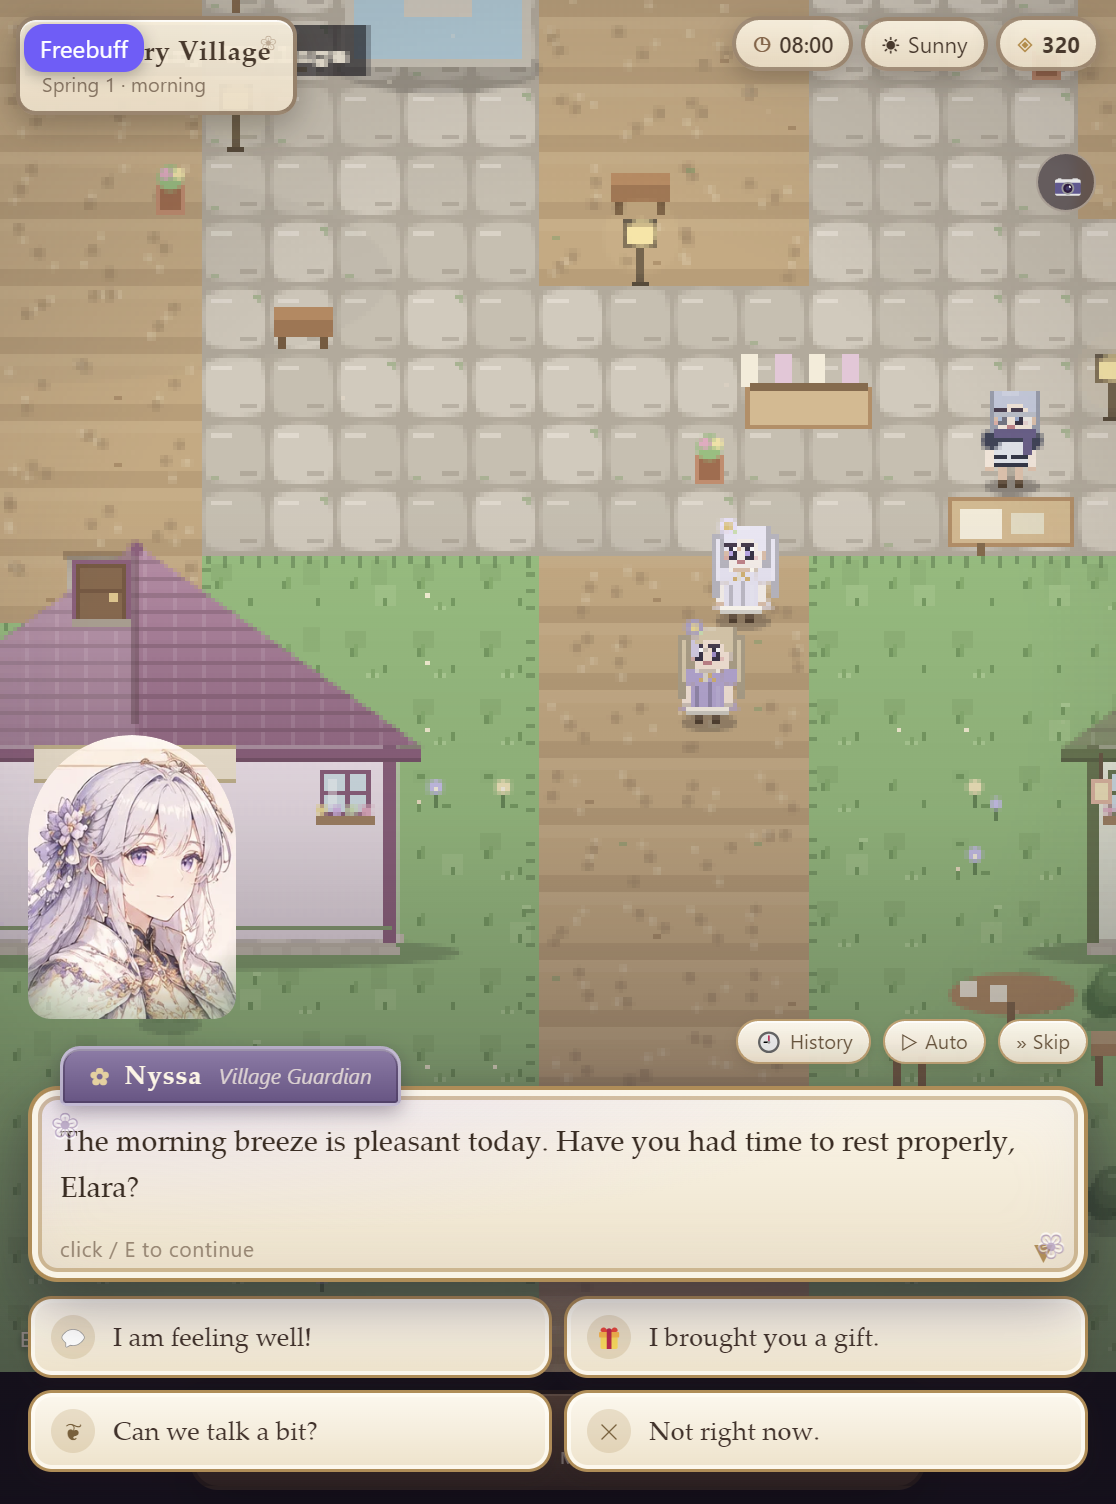 Freebuff
ry Village
Spring 1 · morning
08:00
Sunny
320
History
Auto
» Skip
Nyssa Village Guardian
The morning breeze is pleasant today. Have you had time to rest properly,
Elara?
click / E to continue
I am feeling well!
I brought you a gift.
Can we talk a bit?
Not right now.